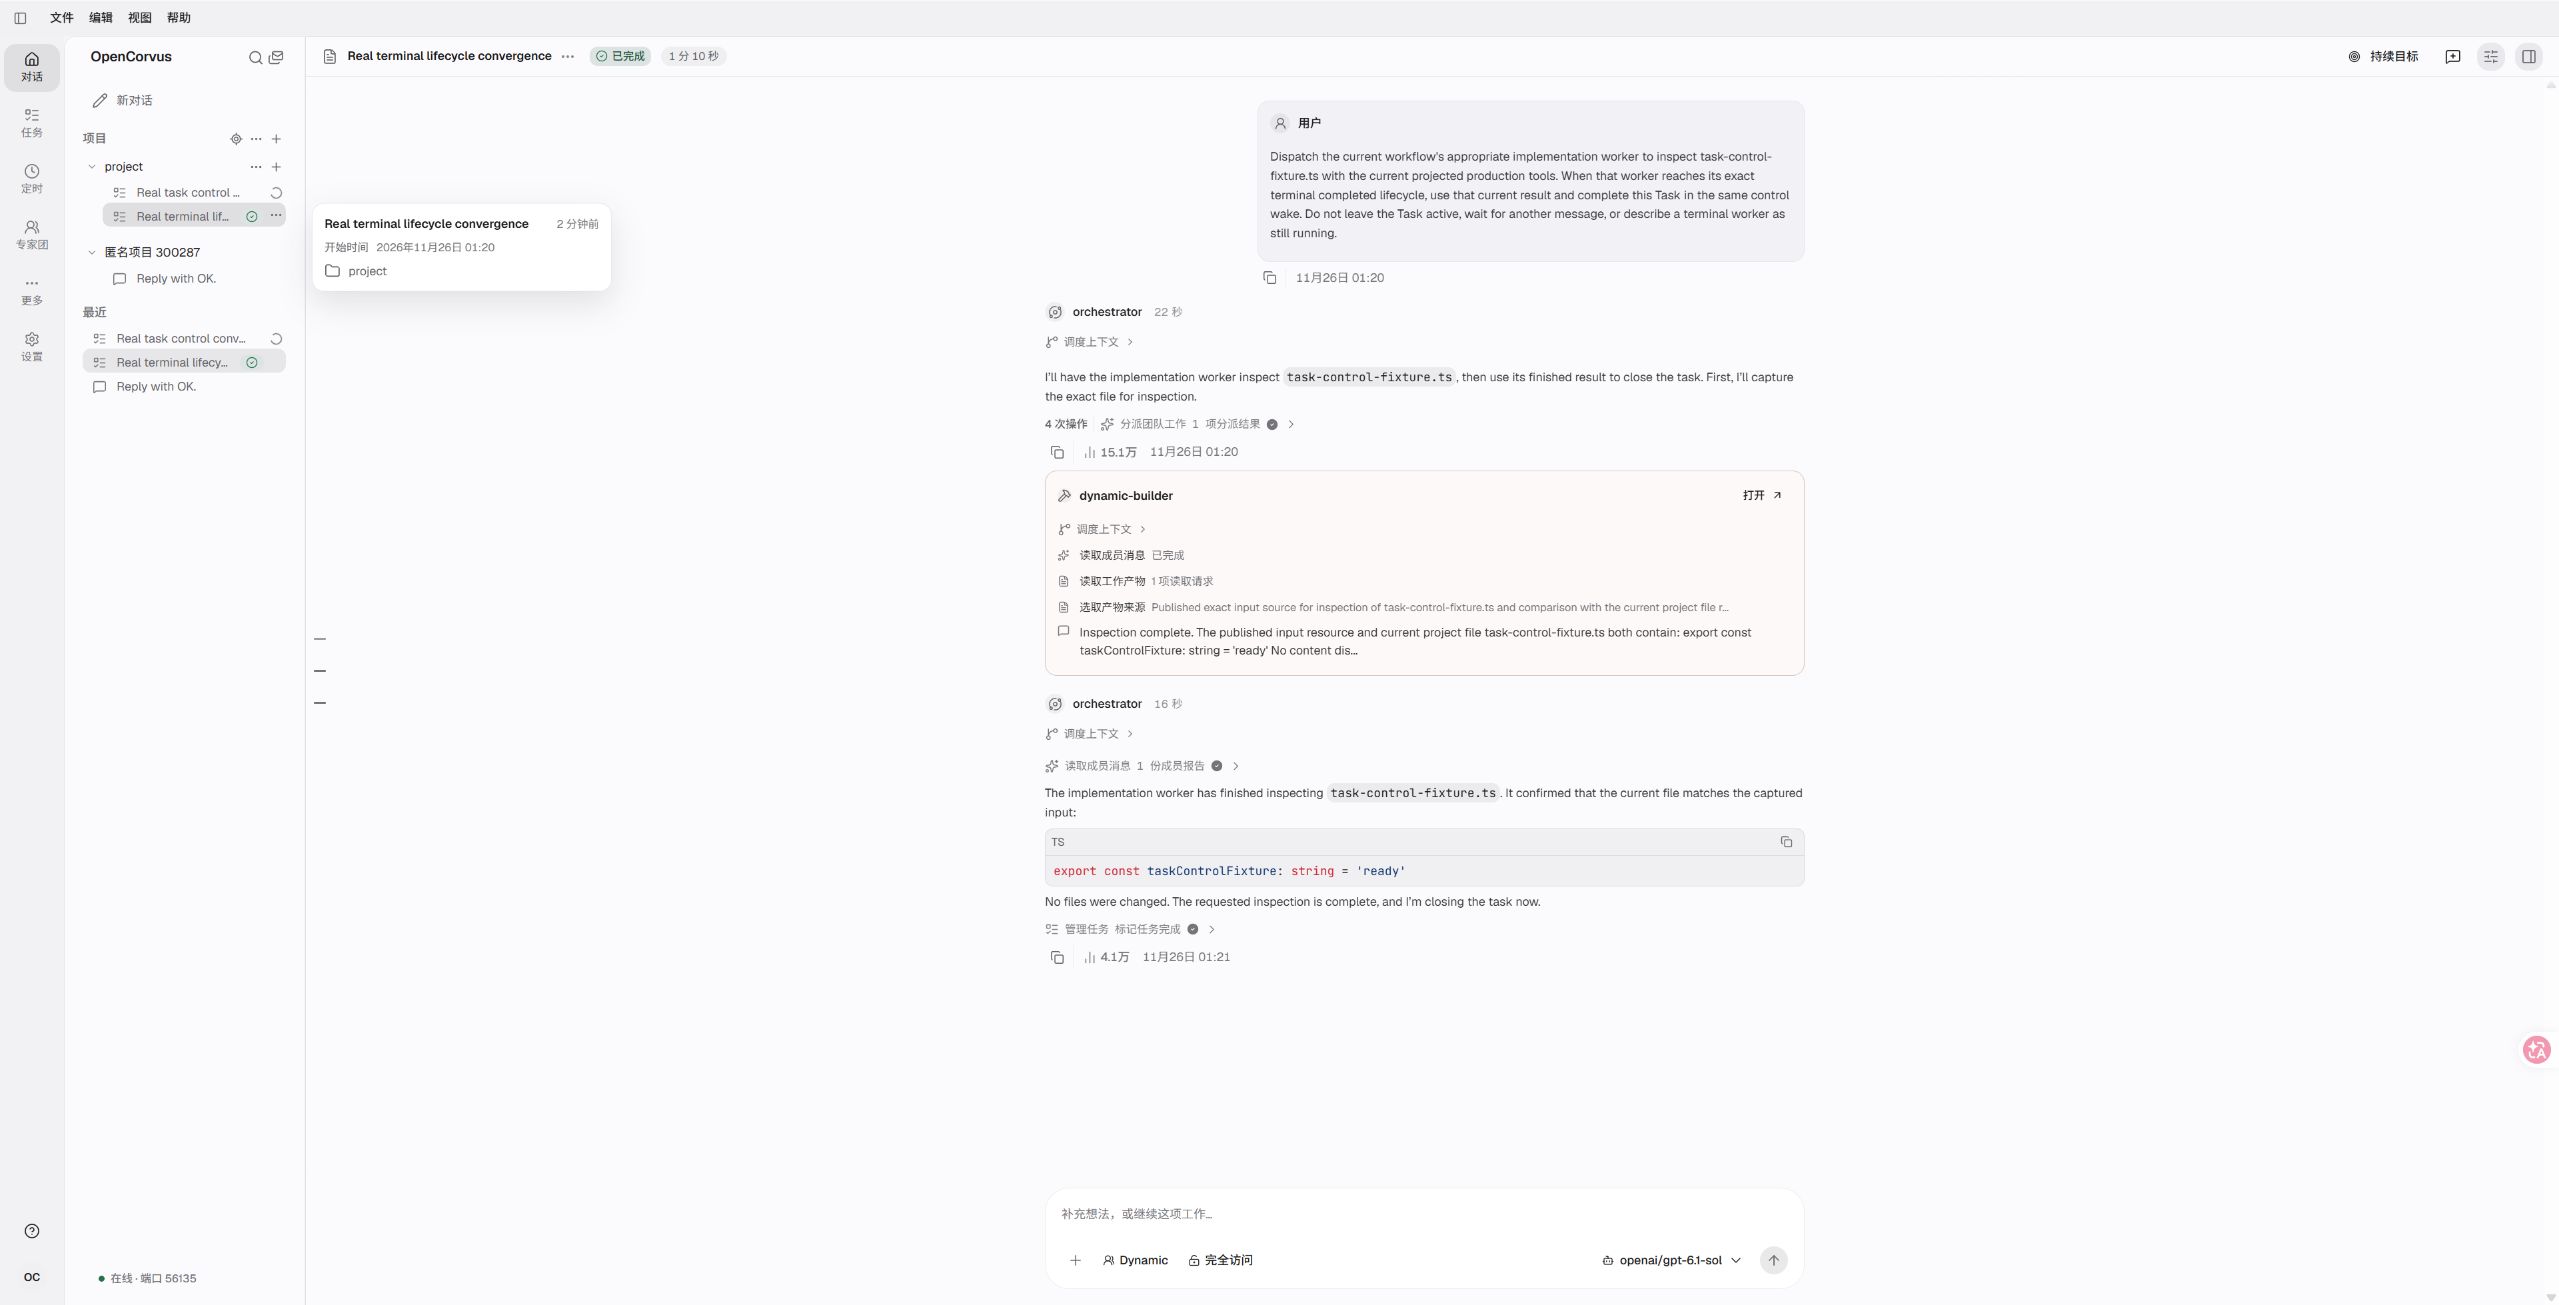 文件 编辑 视图 帮助
对话
任务
定时
专家团
更多
设置
OC
OpenCorvus
新对话
项目
project
Real task control ...
Real terminal lif...
匿名项目 300287
Reply with OK.
最近
Real task control conv...
Real terminal lifecy...
Reply with OK.
在线 · 端口 56135
Real terminal lifecycle convergence 已完成 1 分 10 秒
持续目标
Real terminal lifecycle convergence 2 分钟前
开始时间 2026年11月26日 01:20
project
用户
Dispatch the current workflow's appropriate implementation worker to inspect task-control-
fixture.ts with the current projected production tools. When that worker reaches its exact
terminal completed lifecycle, use that current result and complete this Task in the same control
wake. Do not leave the Task active, wait for another message, or describe a terminal worker as
still running.
11月26日 01:20
orchestrator 22 秒
调度上下文
I'll have the implementation worker inspect task-control-fixture.ts, then use its finished result to close the task. First, I'll capture
the exact file for inspection.
4 次操作 分派团队工作 1 项分派结果
15.1万 11月26日 01:20
dynamic-builder 打开
调度上下文
读取成员消息 已完成
读取工作产物 1 项读取请求
选取产物来源 Published exact input source for inspection of task-control-fixture.ts and comparison with the current project file r...
Inspection complete. The published input resource and current project file task-control-fixture.ts both contain: export const
taskControlFixture: string = 'ready' No content dis...
orchestrator 16 秒
调度上下文
读取成员消息 1 份成员报告
The implementation worker has finished inspecting task-control-fixture.ts. It confirmed that the current file matches the captured
input:
TS
export const taskControlFixture: string = 'ready'
No files were changed. The requested inspection is complete, and I'm closing the task now.
管理任务 标记任务完成
4.1万 11月26日 01:21
补充想法，或继续这项工作...
Dynamic 完全访问 openai/gpt-6.1-sol